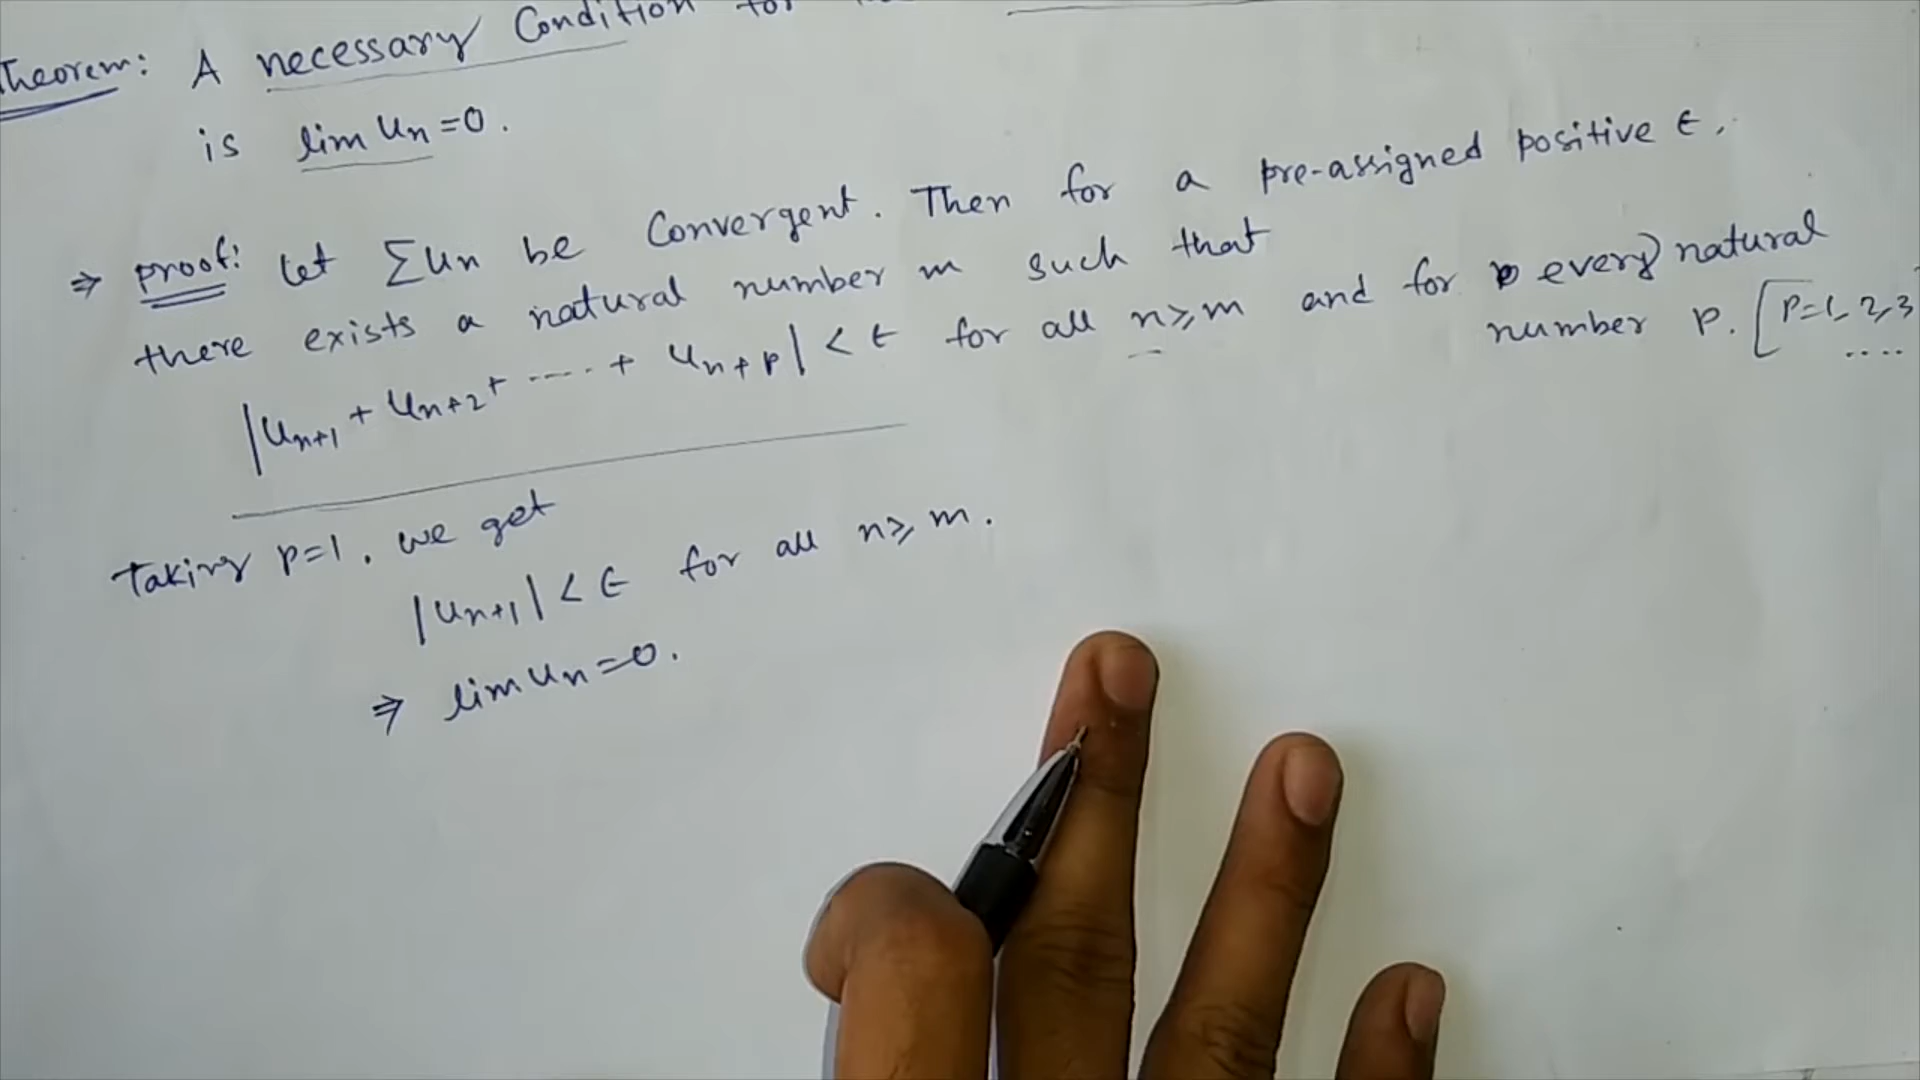 Theorem: A necessary Condition for
is lim un = 0.
⇒ proof: Let ∑un be Convergent. Then for a pre-assigned positive ϵ,
there exists a natural number m such that
|un+1 + un+2 + ..... + un+p| < ϵ for all n ≥ m and for every natural
number p. [P=1, 2, 3
....
Taking p=1, we get
|un+1| < ϵ for all n ≥ m.
⇒ lim un = 0.